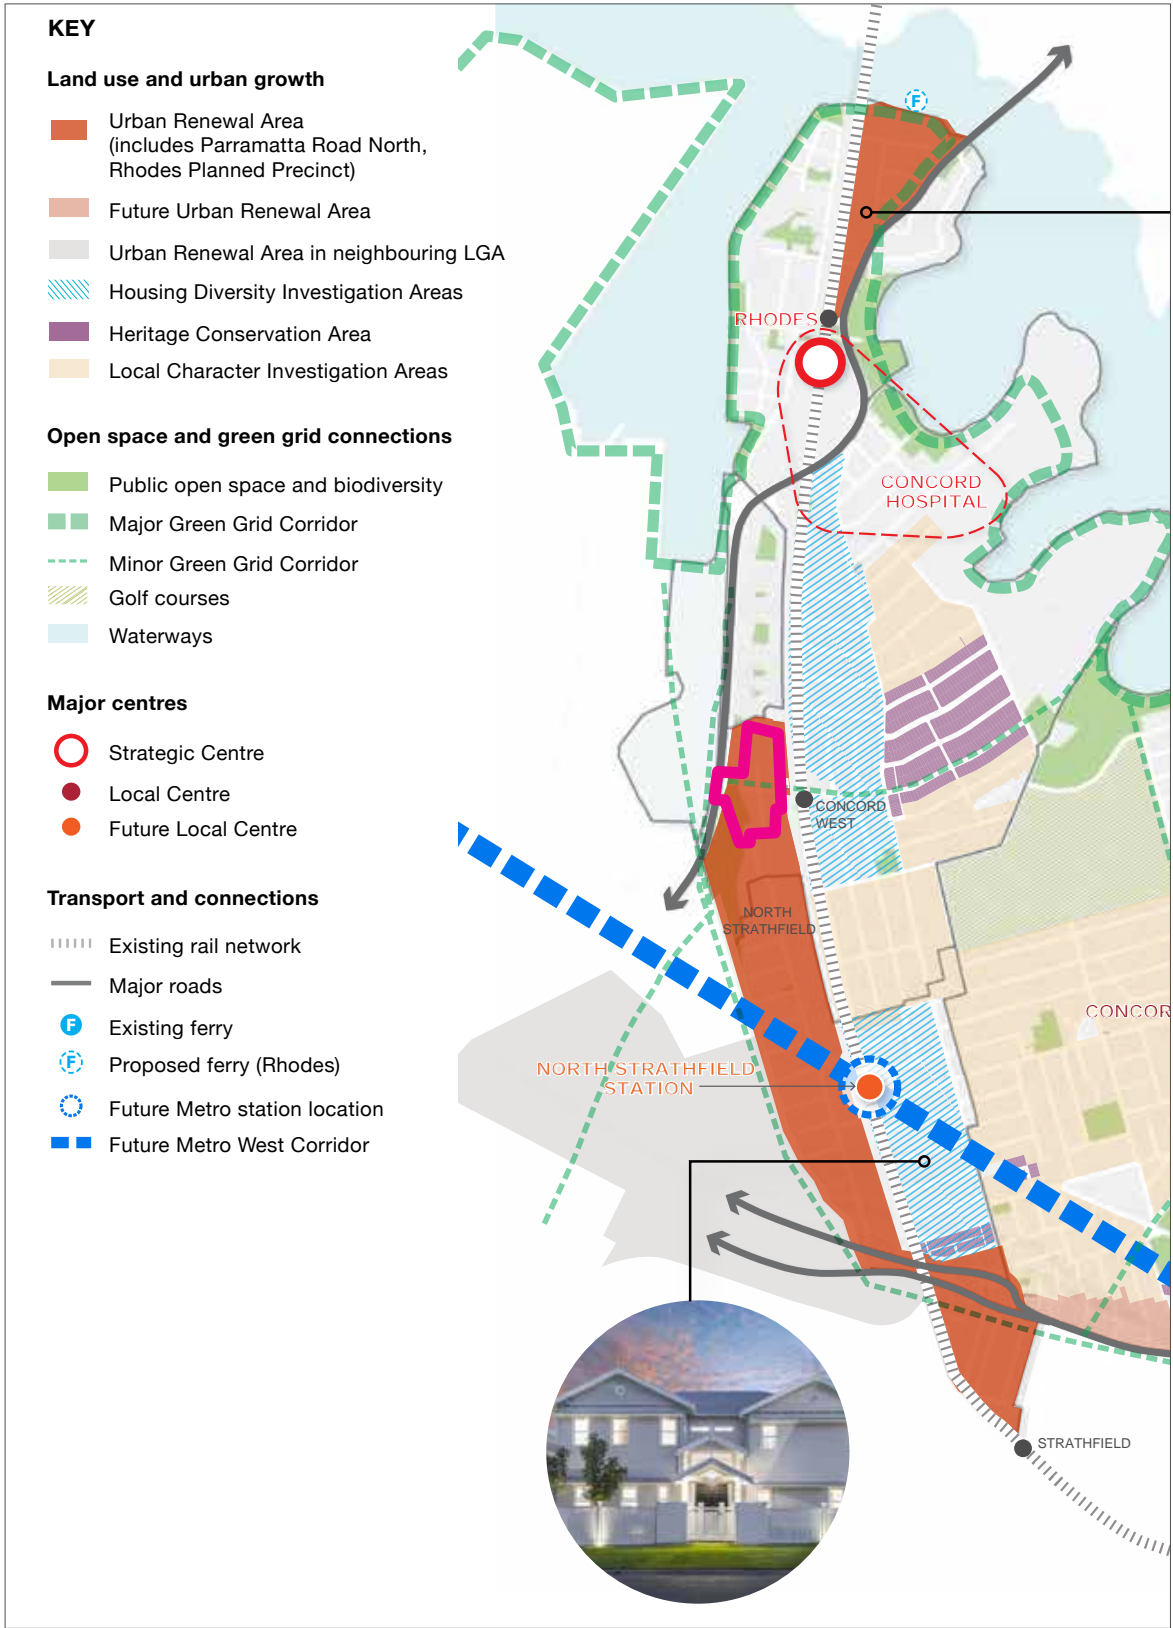 KEY
Land use and urban growth
Urban Renewal Area
(includes Parramatta Road North,
Rhodes Planned Precinct)
Future Urban Renewal Area
Urban Renewal Area in neighbouring LGA
Housing Diversity Investigation Areas
Heritage Conservation Area
Local Character Investigation Areas
Open space and green grid connections
Public open space and biodiversity
Major Green Grid Corridor
Minor Green Grid Corridor
Golf courses
Waterways
Major centres
Strategic Centre
Local Centre
Future Local Centre
Transport and connections
Existing rail network
Major roads
F
Existing ferry
F
Proposed ferry (Rhodes)
Future Metro station location
Future Metro West Corridor
F
RHODES
CONCORD
HOSPITAL
CONCORD
WEST
NORTH
STRATHFIELD
CONCOR
NORTH STRATHFIELD
STATION
STRATHFIELD